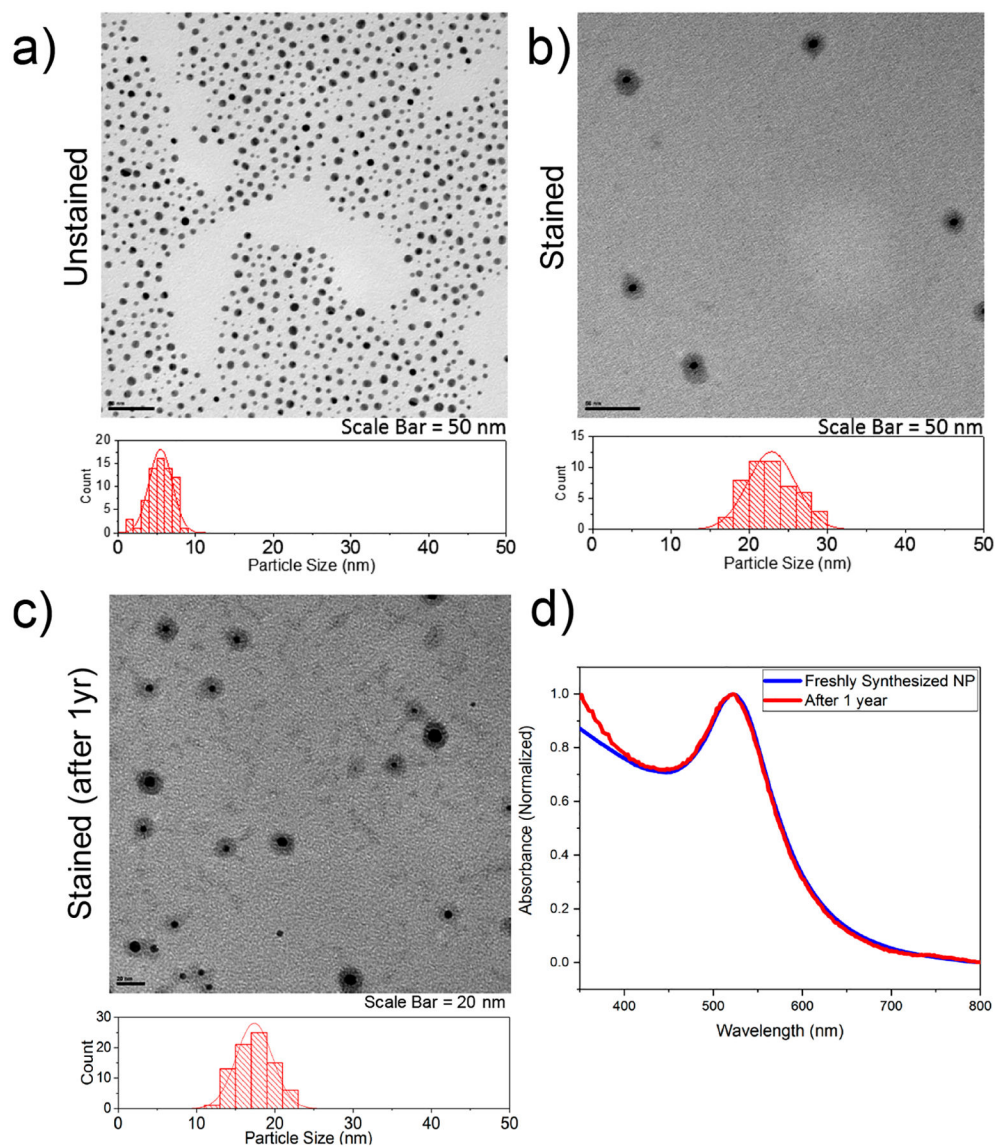 a)
Unstained
50 nm
Scale Bar = 50 nm
20
15
10
5
0
Count
0 10 20 30 40 50
Particle Size (nm)
b)
Stained
Scale Bar = 50 nm
15
10
5
0
Count
0 10 20 30 40 50
Particle Size (nm)
c)
Stained (after 1yr)
20 nm
Scale Bar = 20 nm
30
20
10
0
Count
0 10 20 30 40 50
Particle Size (nm)
d)
Freshly Synthesized NP
After 1 year
1.0
0.8
0.6
0.4
0.2
0.0
Absorbance (Normalized)
400 500 600 700 800
Wavelength (nm)